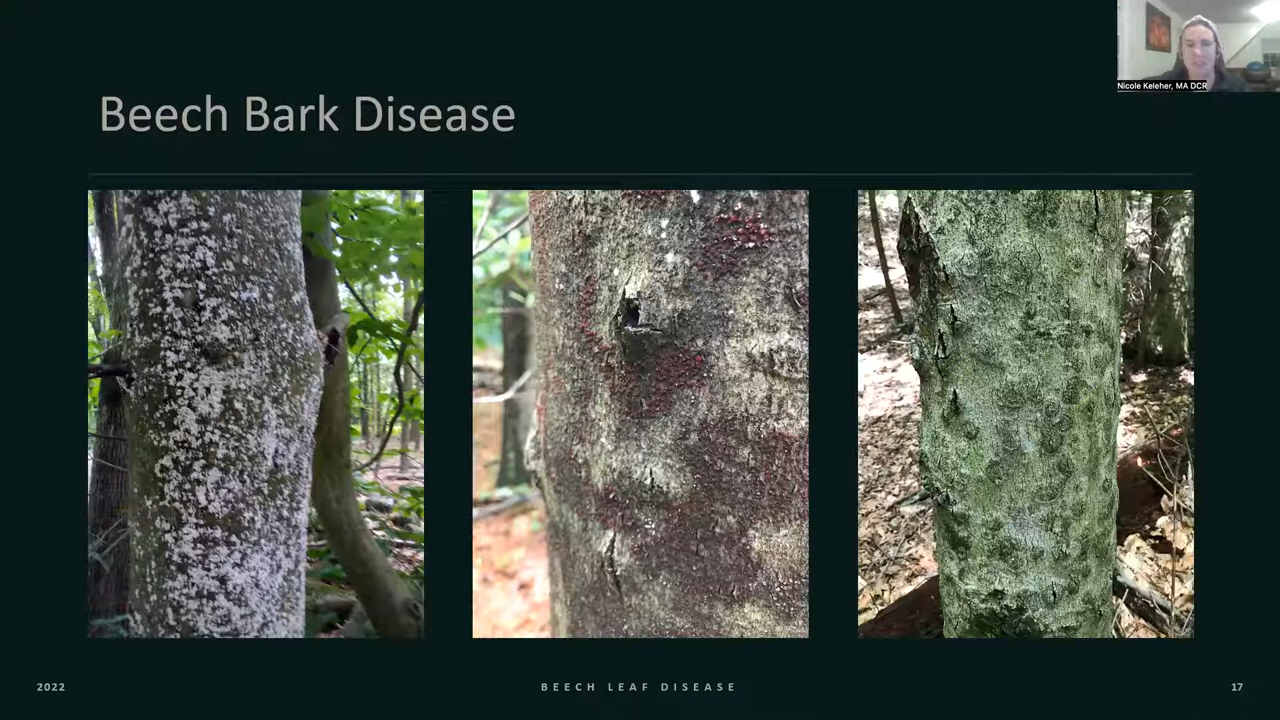 Nicole Keleher, MA DCR
Beech Bark Disease
2022
BEECH LEAF DISEASE
17